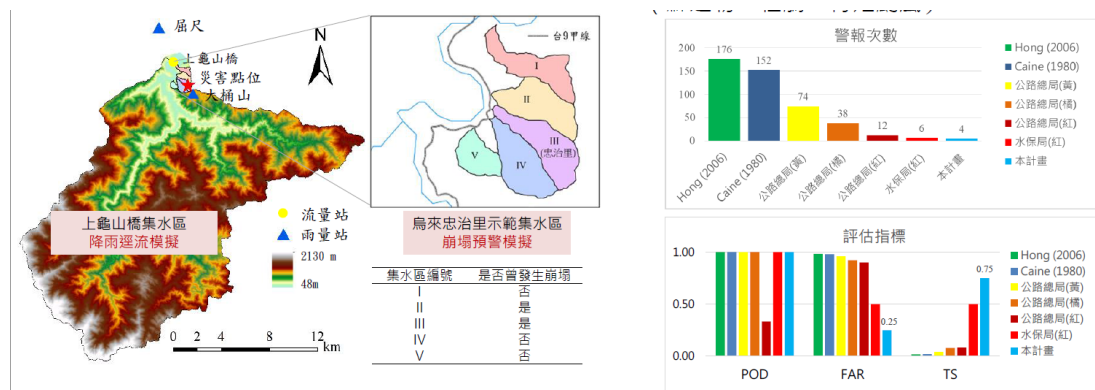 屈尺
上龜山橋
災害點位
大桶山
N
上龜山橋集水區
降雨逕流模擬
流量站
雨量站
2130 m
48m
0 2 4 8 12
km
台9甲線
I
II
III
(忠治里)
IV
V
烏來忠治里示範集水區
崩塌預警模擬
集水區編號 是否曾發生崩塌
I 否
II 是
III 是
IV 否
V 否
警報次數
200
150
100
50
0
176
152
74
38
12
6
4
Hong (2006)
Caine (1980)
公路總局(黃)
公路總局(橘)
公路總局(紅)
水保局(紅)
本計畫
Hong (2006)
Caine (1980)
公路總局(黃)
公路總局(橘)
公路總局(紅)
水保局(紅)
本計畫
評估指標
1.00
0.50
0.00
0.25
0.75
POD FAR TS
Hong (2006)
Caine (1980)
公路總局(黃)
公路總局(橘)
公路總局(紅)
水保局(紅)
本計畫